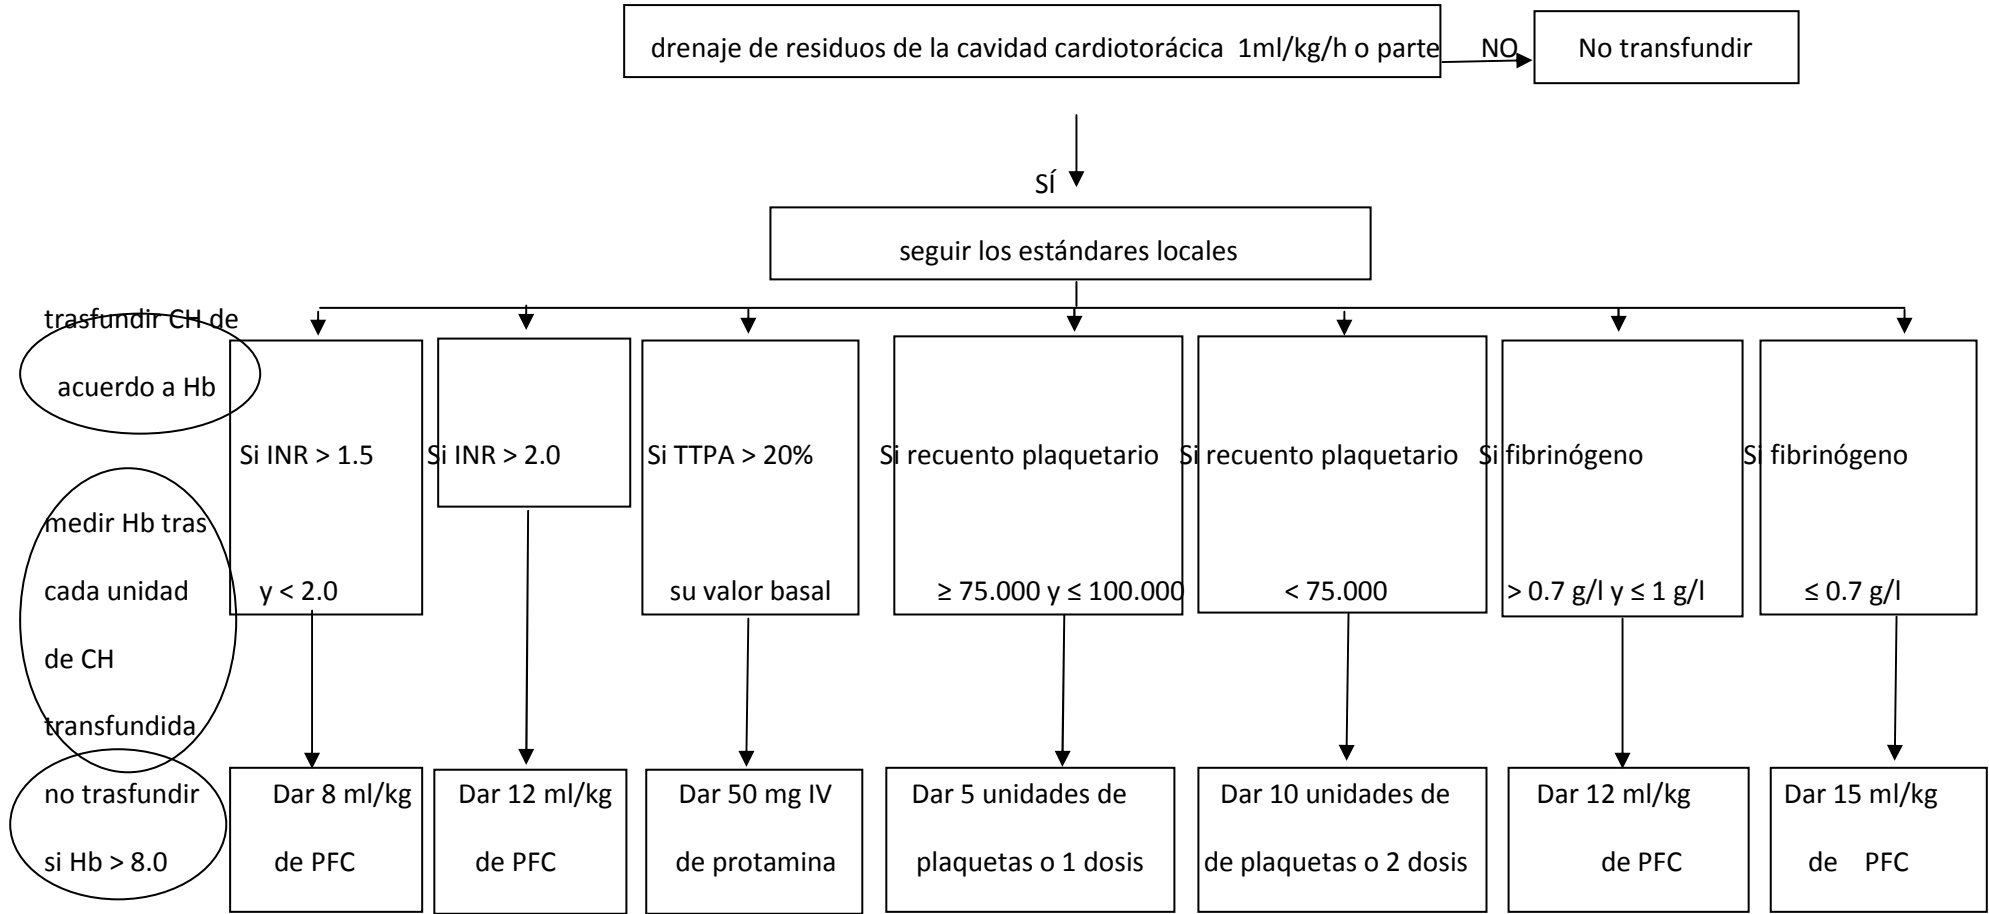 drenaje de residuos de la cavidad cardiotorácica 1ml/kg/h o parte
NO
No transfundir
SÍ
seguir los estándares locales
trasfundir CH de
acuerdo a Hb
medir Hb tras
cada unidad
de CH
transfundida
no trasfundir
si Hb > 8.0
Si INR > 1.5
y < 2.0
Si INR > 2.0
Si TTPA > 20%
su valor basal
Si recuento plaquetario
≥ 75.000 y ≤ 100.000
Si recuento plaquetario
< 75.000
Si fibrinógeno
> 0.7 g/l y ≤ 1 g/l
Si fibrinógeno
≤ 0.7 g/l
Dar 8 ml/kg
de PFC
Dar 12 ml/kg
de PFC
Dar 50 mg IV
de protamina
Dar 5 unidades de
plaquetas o 1 dosis
Dar 10 unidades de
de plaquetas o 2 dosis
Dar 12 ml/kg
de PFC
Dar 15 ml/kg
de PFC